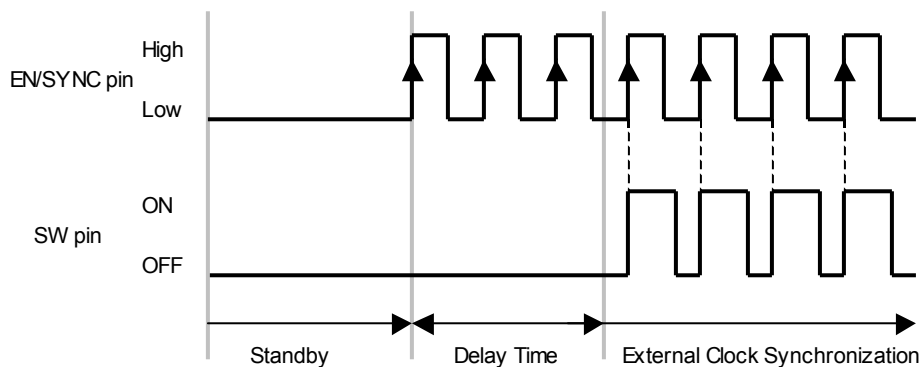 High
EN/SYNC pin
Low
ON
SW pin
OFF
Standby
Delay Time
External Clock Synchronization